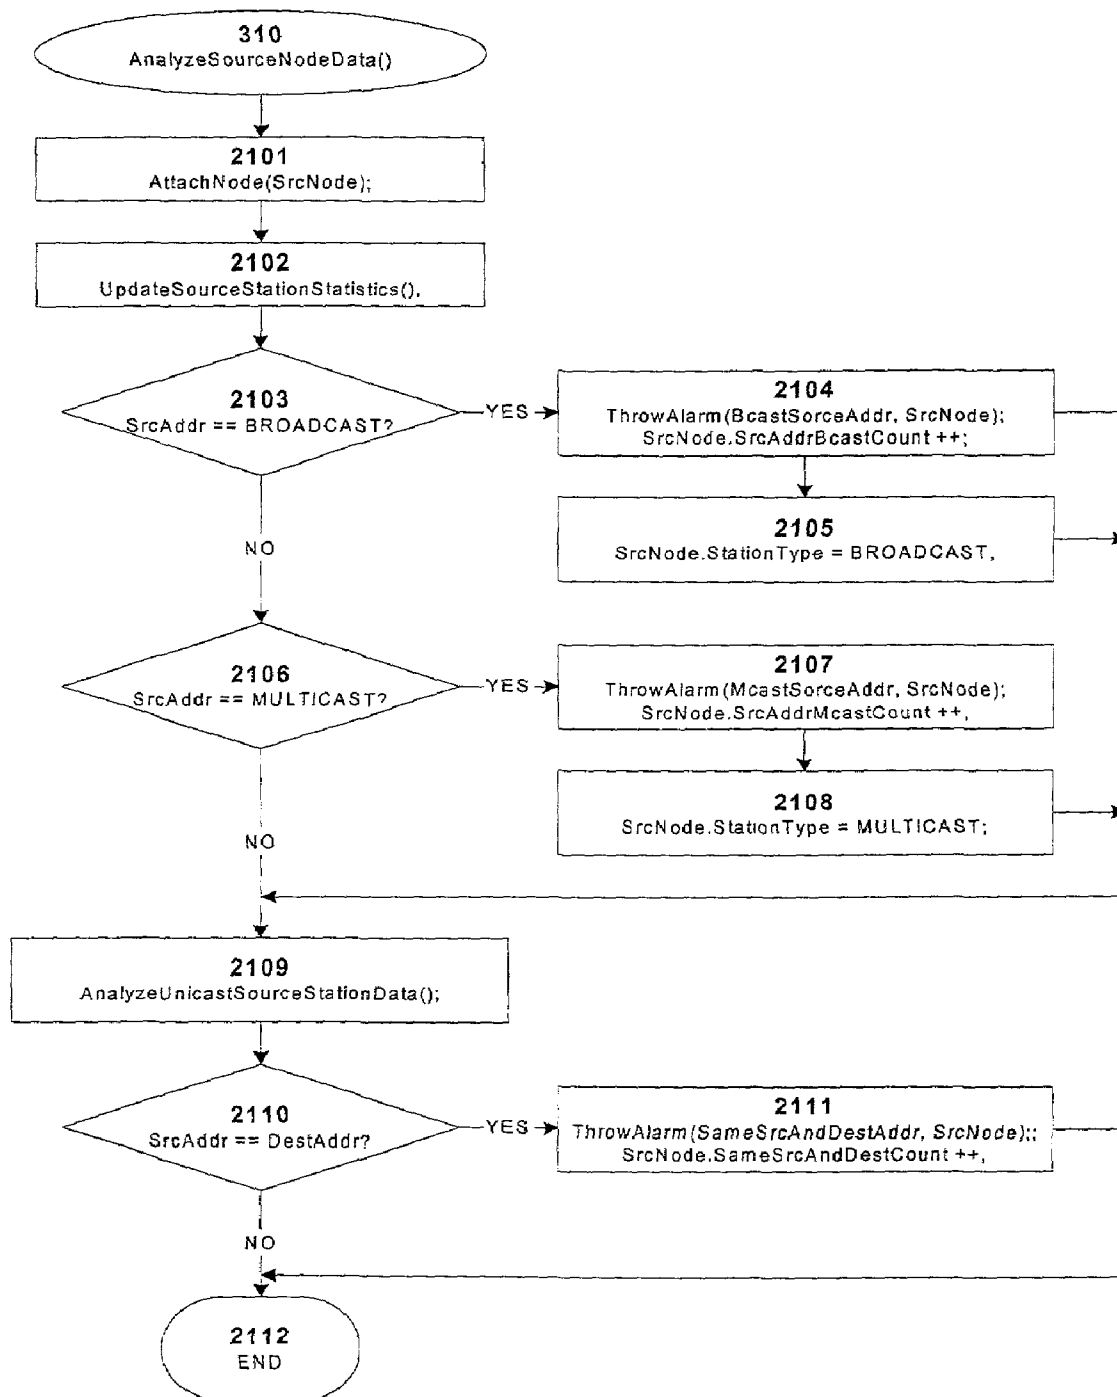 310
AnalyzeSourceNodeData()
2101
AttachNode(SrcNode);
2102
UpdateSourceStationStatistics(),
2103
SrcAddr == BROADCAST?
YES
2104
ThrowAlarm(BcastSorceAddr, SrcNode);
SrcNode.SrcAddrBcastCount ++;
2105
SrcNode.StationType = BROADCAST,
NO
2106
SrcAddr == MULTICAST?
YES
2107
ThrowAlarm(McastSorceAddr, SrcNode);
SrcNode.SrcAddrMcastCount ++,
2108
SrcNode.StationType = MULTICAST;
NO
2109
AnalyzeUnicastSourceStationData();
2110
SrcAddr == DestAddr?
YES
2111
ThrowAlarm(SameSrcAndDestAddr, SrcNode);;
SrcNode.SameSrcAndDestCount ++,
NO
2112
END